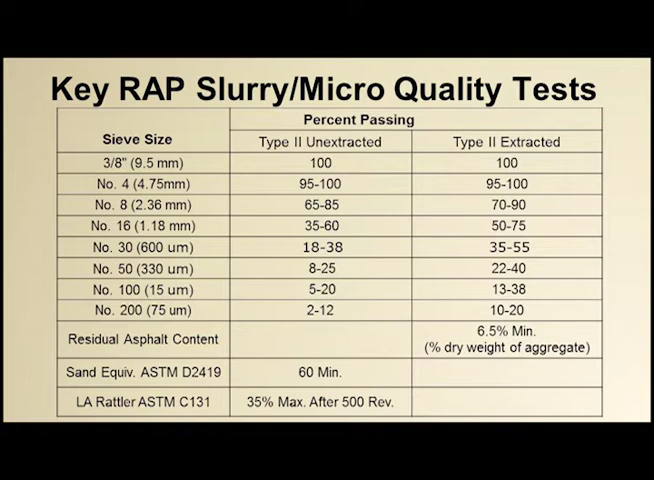 Key RAP Slurry/Micro Quality Tests
Sieve Size
Percent Passing
Type II Unextracted Type II Extracted
3/8" (9.5 mm) 100 100
No. 4 (4.75mm) 95-100 95-100
No. 8 (2.36 mm) 65-85 70-90
No. 16 (1.18 mm) 35-60 50-75
No. 30 (600 um) 18-38 35-55
No. 50 (330 um) 8-25 22-40
No. 100 (15 um) 5-20 13-38
No. 200 (75 um) 2-12 10-20
Residual Asphalt Content 6.5% Min.
(% dry weight of aggregate)
Sand Equiv. ASTM D2419 60 Min.
LA Rattler ASTM C131 35% Max. After 500 Rev.